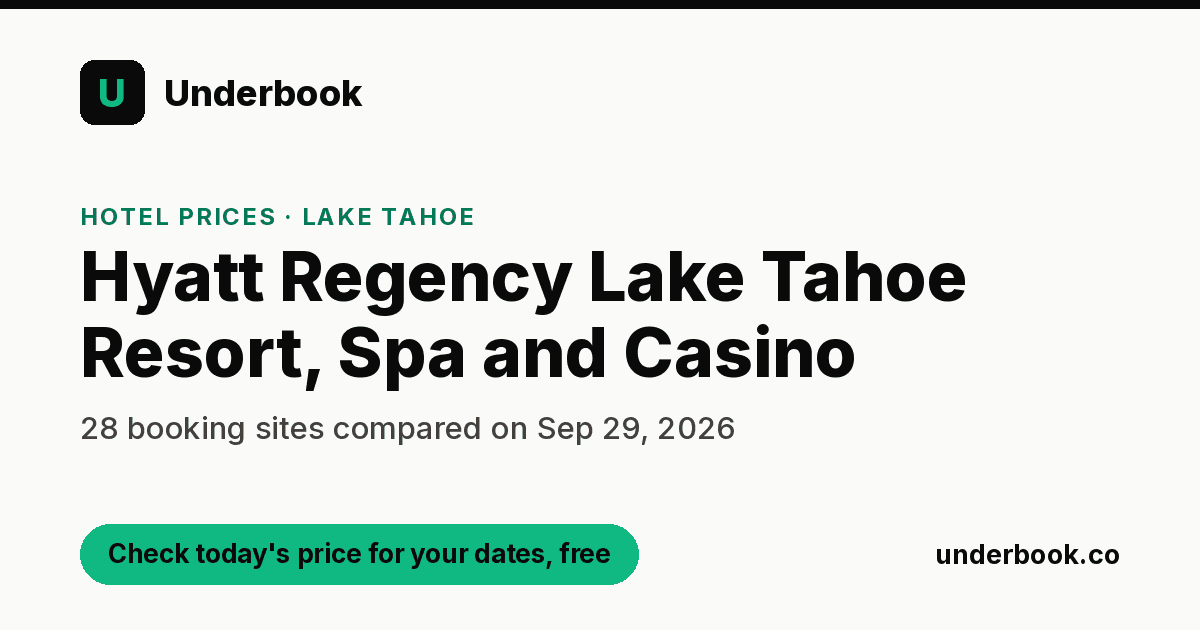 U Underbook
HOTEL PRICES · LAKE TAHOE
Hyatt Regency Lake Tahoe
Resort, Spa and Casino
28 booking sites compared on Sep 29, 2026
Check today's price for your dates, free
underbook.co